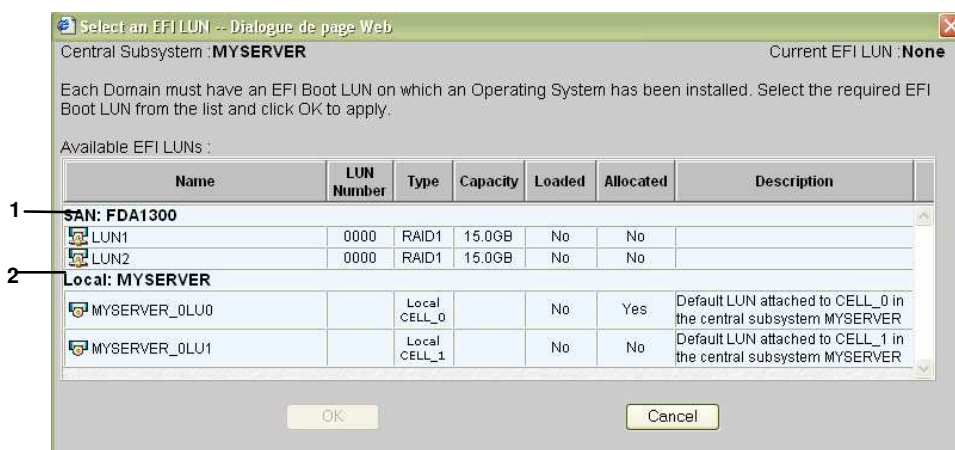 Select an EFI LUN -- Dialogue de page Web
Central Subsystem :MYSERVER Current EFI LUN :None
Each Domain must have an EFI Boot LUN on which an Operating System has been installed. Select the required EFI
Boot LUN from the list and click OK to apply.
Available EFI LUNs :
Name LUN Number Type Capacity Loaded Allocated Description
1 SAN: FDA1300
LUN1 0000 RAID1 15.0GB No No
LUN2 0000 RAID1 15.0GB No No
2 Local: MYSERVER
MYSERVER_0LU0 Local CELL_0 No Yes Default LUN attached to CELL_0 in the central subsystem MYSERVER
MYSERVER_0LU1 Local CELL_1 No No Default LUN attached to CELL_1 in the central subsystem MYSERVER
OK Cancel